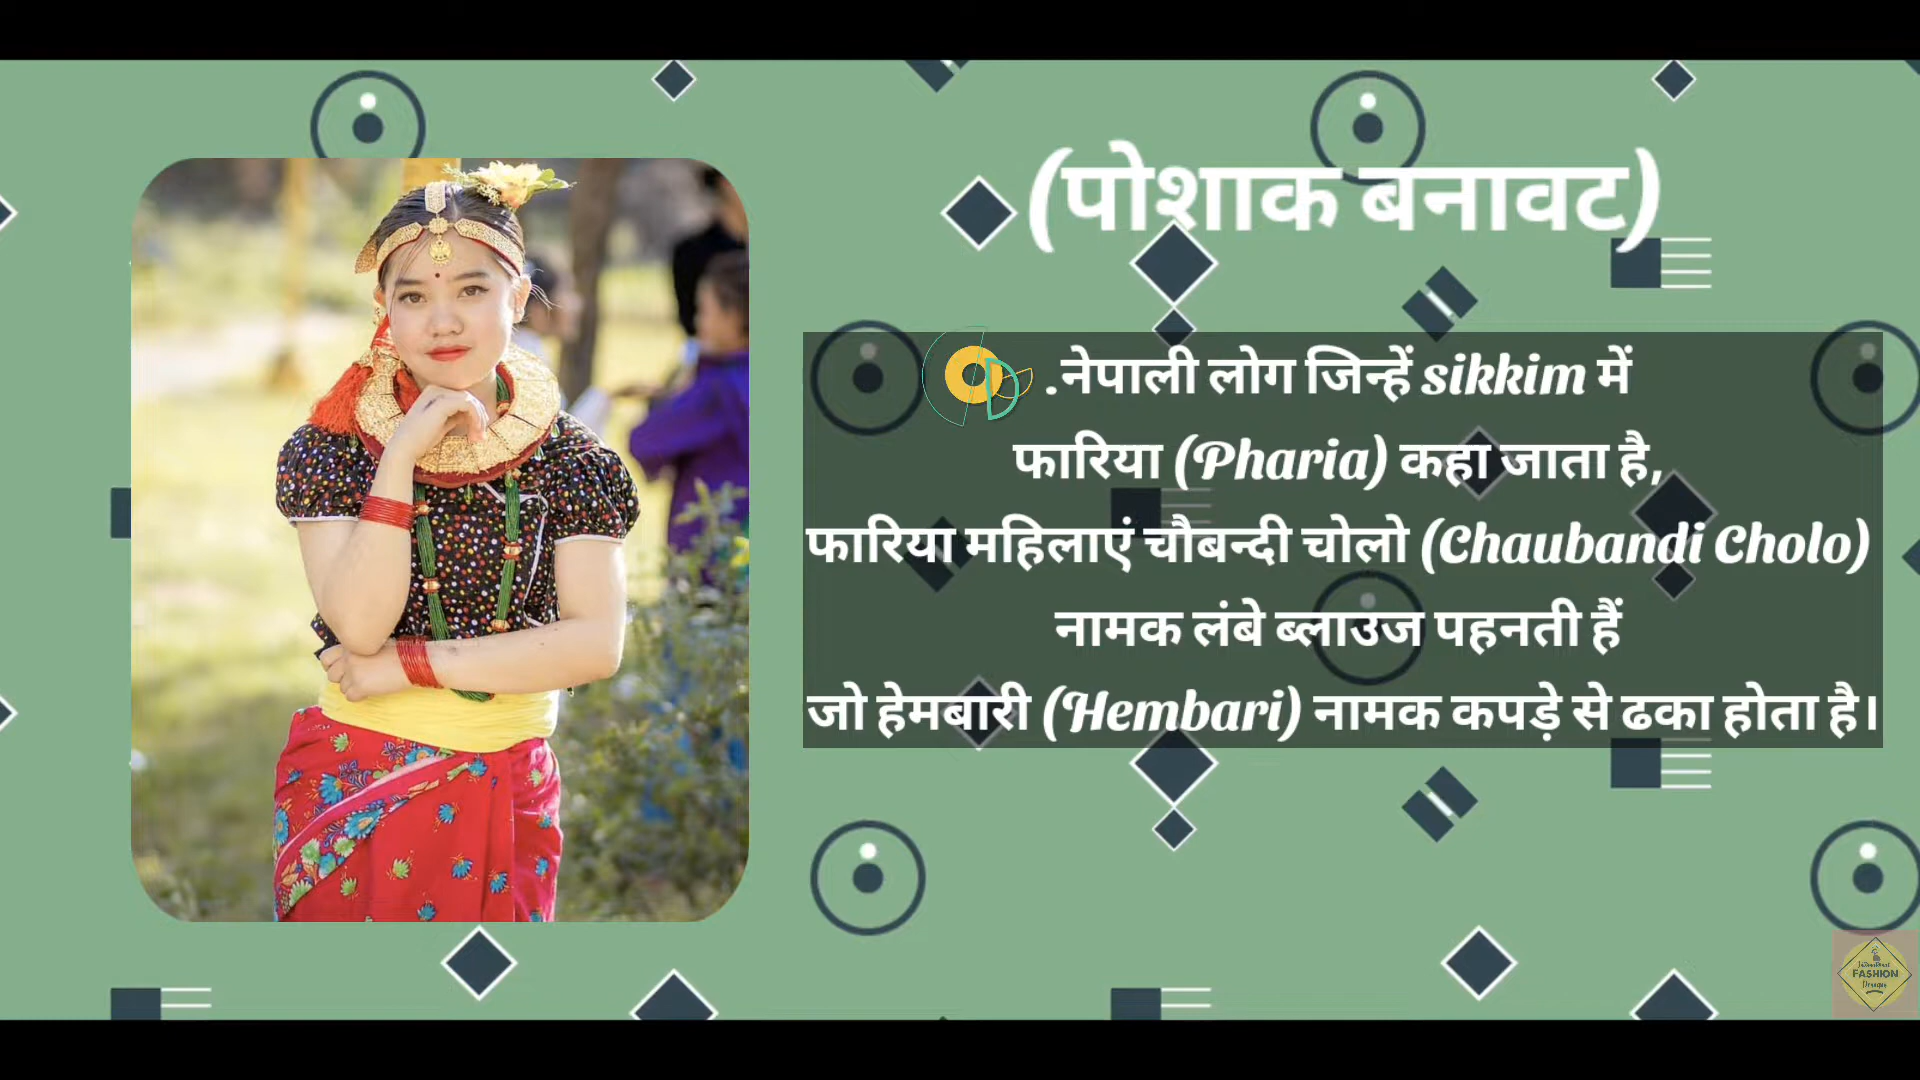 (पोशाक बनावट)
.नेपाली लोग जिन्हें sikkim में
फारिया (Pharia) कहा जाता है,
फारिया महिलाएं चौबन्दी चोलो (Chaubandi Cholo)
नामक लंबे ब्लाउज पहनती हैं
जो हेमबारी (Hembari) नामक कपड़े से ढका होता है।
FASHION